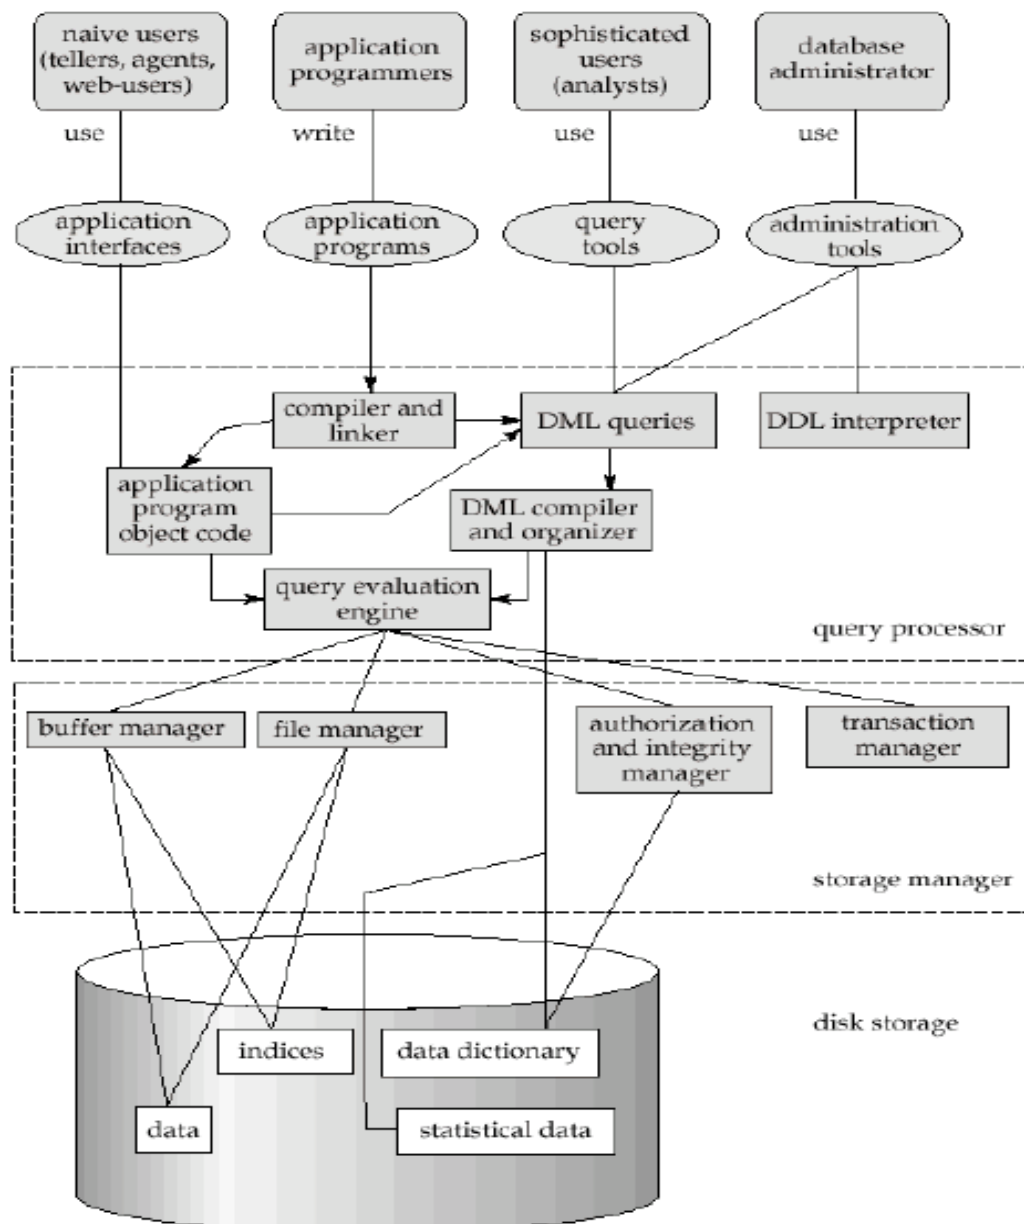 naive users
(tellers, agents,
web-users)
application
programmers
sophisticated
users
(analysts)
database
administrator
use
write
use
use
application
interfaces
application
programs
query
tools
administration
tools
compiler and
linker
DML queries
DDL interpreter
application
program
object code
DML compiler
and organizer
query evaluation
engine
query processor
buffer manager
file manager
authorization
and integrity
manager
transaction
manager
storage manager
disk storage
indices
data dictionary
data
statistical data